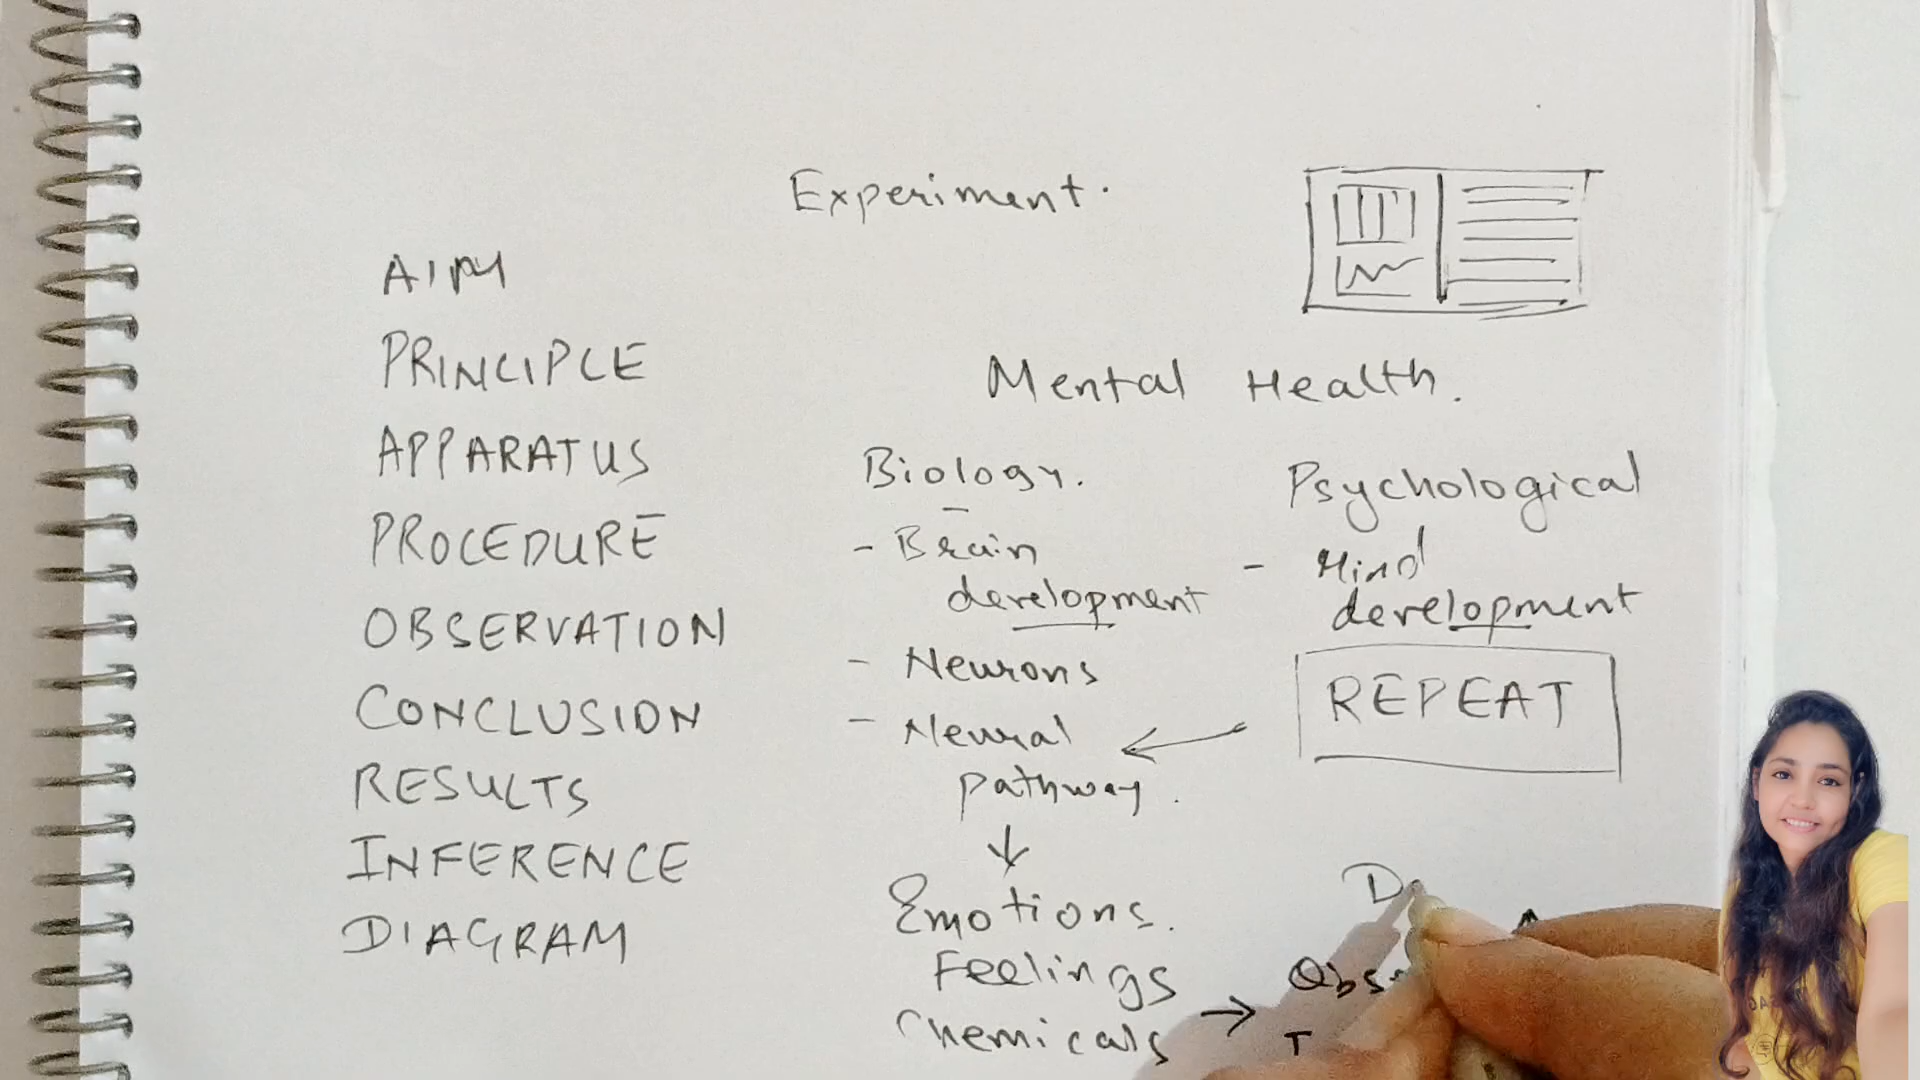 Experiment.
AIM
PRINCIPLE
APPARATUS
PROCEDURE
OBSERVATION
CONCLUSION
RESULTS
INFERENCE
DIAGRAM
Mental Health.
Biology.
- Brain
development
- Neurons
- Neural
pathway.
Emotions.
Feelings
Chemicals
Psychological
- Mind
development
REPEAT